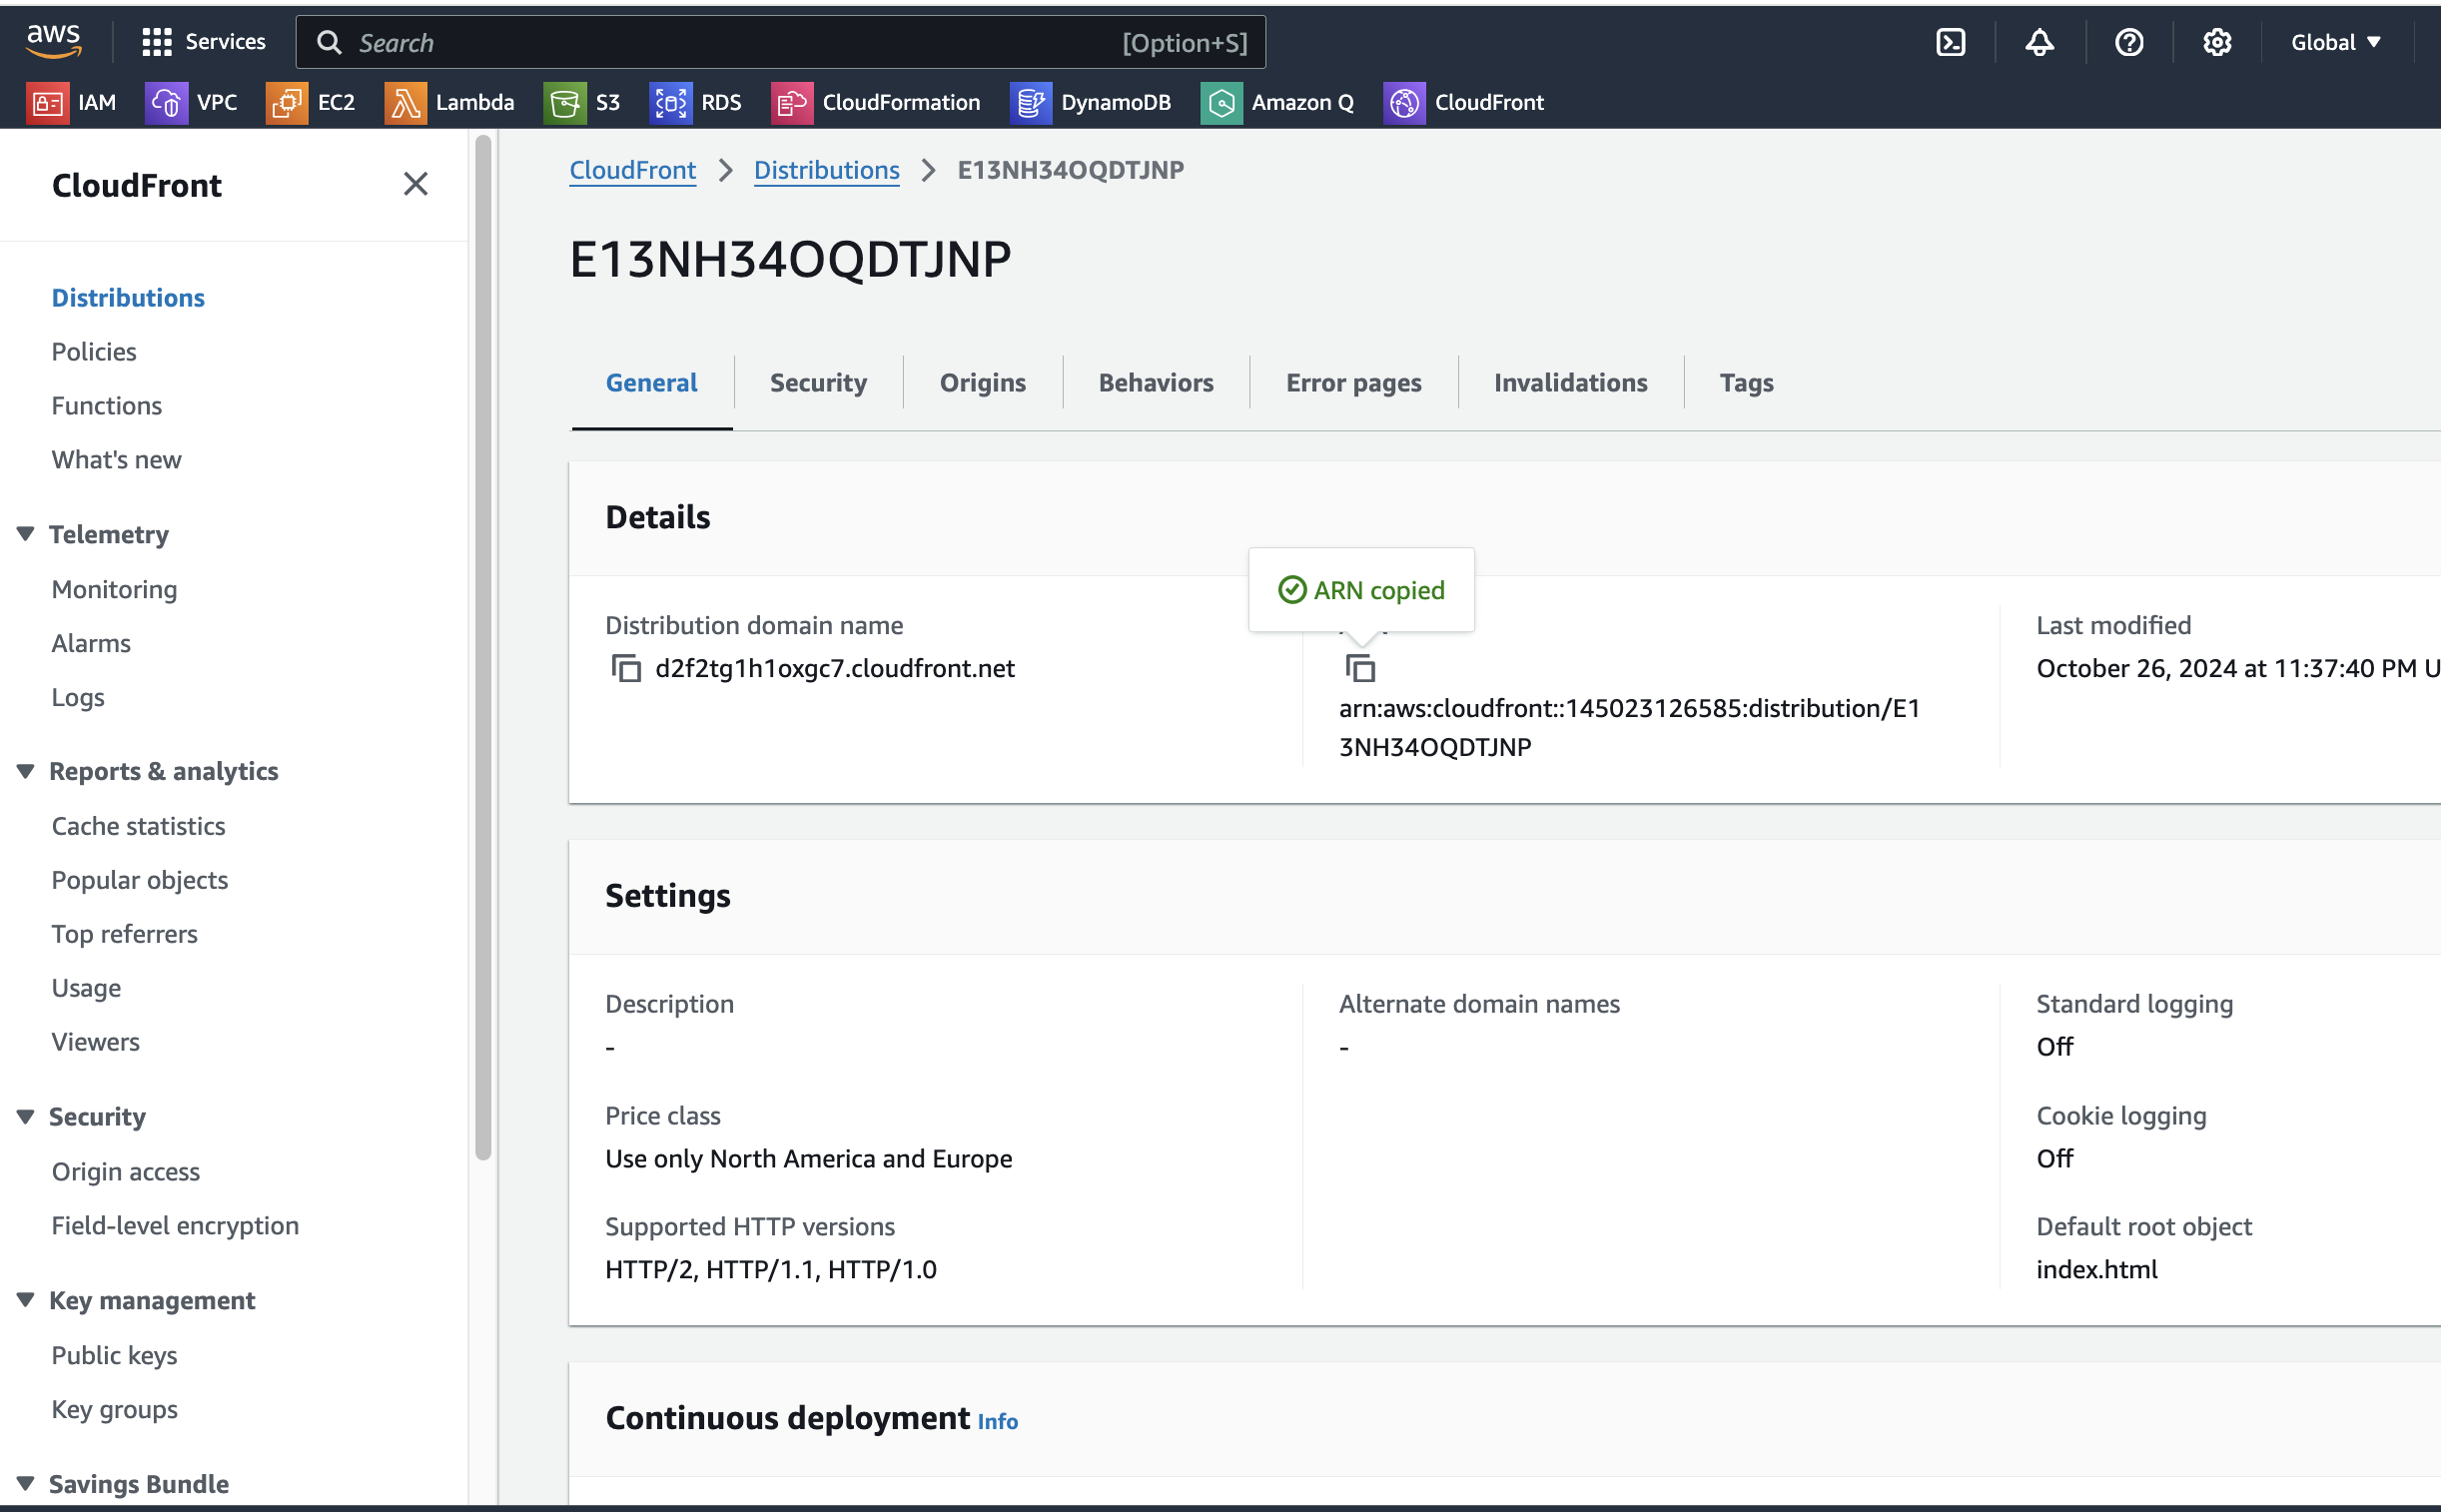 aws
Services
Search
[Option+S]
Global
IAM
VPC
EC2
Lambda
S3
RDS
CloudFormation
DynamoDB
Amazon Q
CloudFront
CloudFront
Distributions
Policies
Functions
What's new
Telemetry
Monitoring
Alarms
Logs
Reports & analytics
Cache statistics
Popular objects
Top referrers
Usage
Viewers
Security
Origin access
Field-level encryption
Key management
Public keys
Key groups
Savings Bundle
CloudFront > Distributions > E13NH34OQDTJNP
E13NH34OQDTJNP
General
Security
Origins
Behaviors
Error pages
Invalidations
Tags
Details
Distribution domain name
d2f2tg1h1oxgc7.cloudfront.net
ARN copied
arn:aws:cloudfront::145023126585:distribution/E1
3NH34OQDTJNP
Last modified
October 26, 2024 at 11:37:40 PM U
Settings
Description
-
Price class
Use only North America and Europe
Supported HTTP versions
HTTP/2, HTTP/1.1, HTTP/1.0
Alternate domain names
-
Standard logging
Off
Cookie logging
Off
Default root object
index.html
Continuous deployment Info